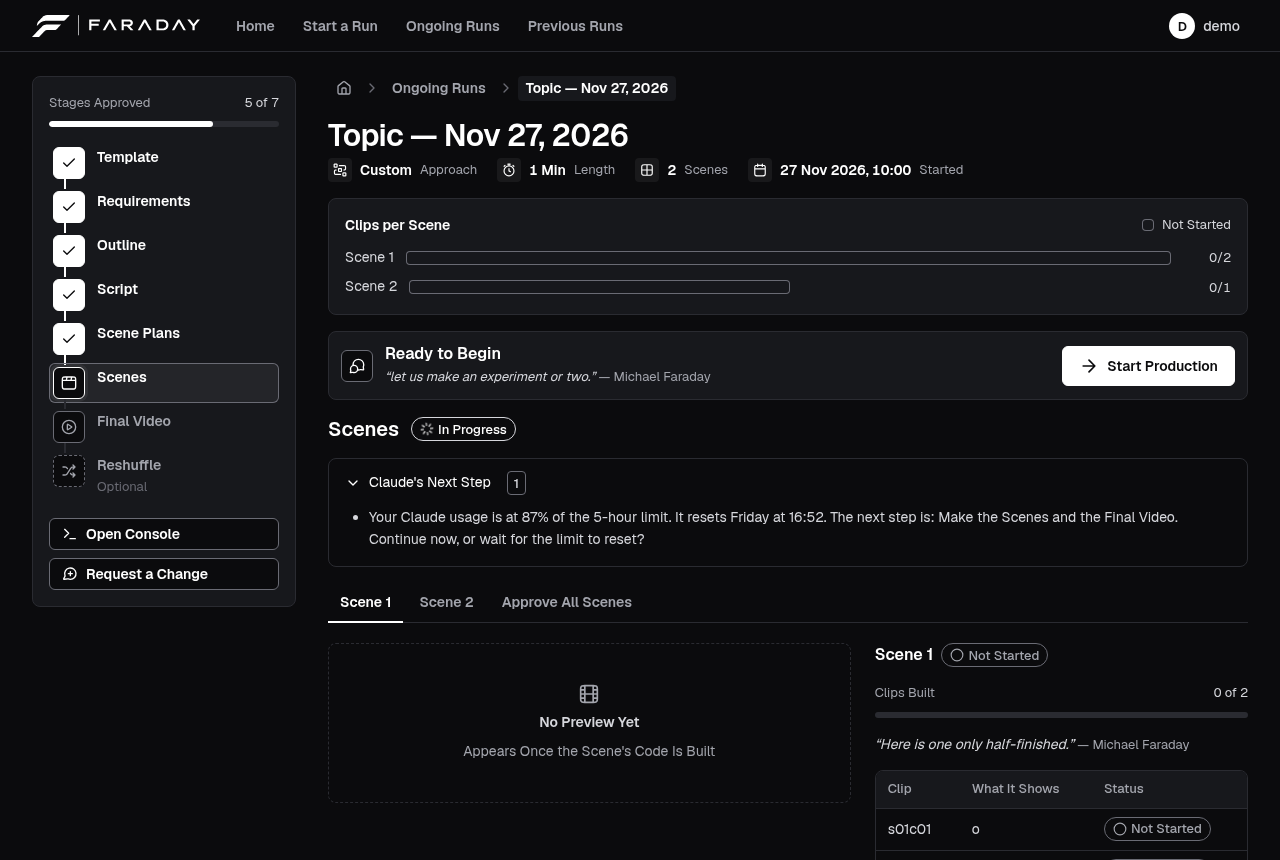 FARADAY
Home
Start a Run
Ongoing Runs
Previous Runs
D
demo
Stages Approved
5 of 7
Template
Requirements
Outline
Script
Scene Plans
Scenes
Final Video
Reshuffle
Optional
Open Console
Request a Change
Ongoing Runs
Topic — Nov 27, 2026
Topic — Nov 27, 2026
Custom Approach
1 Min Length
2 Scenes
27 Nov 2026, 10:00 Started
Clips per Scene
Not Started
Scene 1
0/2
Scene 2
0/1
Ready to Begin
“let us make an experiment or two.” — Michael Faraday
Start Production
Scenes
In Progress
Claude's Next Step
1
Your Claude usage is at 87% of the 5-hour limit. It resets Friday at 16:52. The next step is: Make the Scenes and the Final Video.
Continue now, or wait for the limit to reset?
Scene 1
Scene 2
Approve All Scenes
No Preview Yet
Appears Once the Scene's Code Is Built
Scene 1
Not Started
Clips Built
0 of 2
“Here is one only half-finished.” — Michael Faraday
Clip
What It Shows
Status
s01c01
o
Not Started